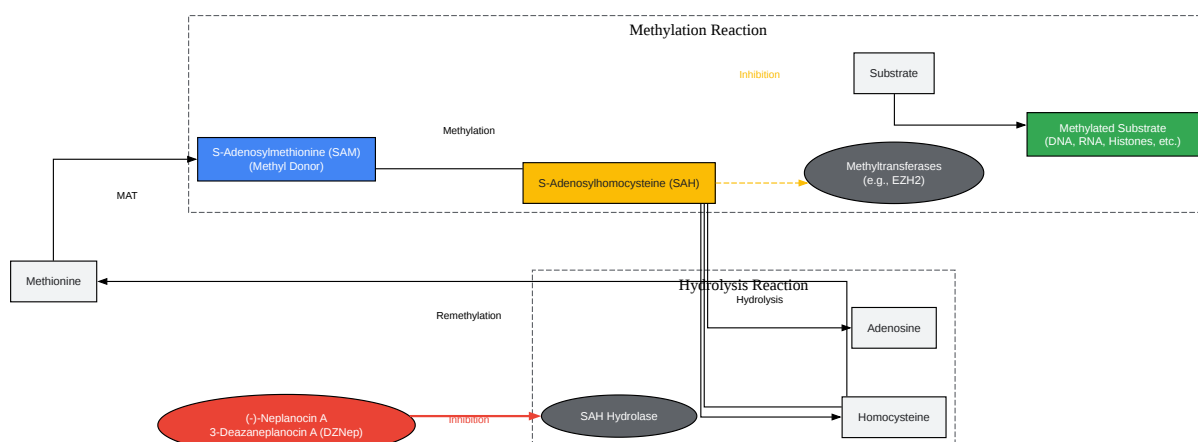 Methylation Reaction
Inhibition
Substrate
Methylation
S-Adenosylmethionine (SAM)
(Methyl Donor)
Methylated Substrate
(DNA, RNA, Histones, etc.)
S-Adenosylhomocysteine (SAH)
Methyltransferases
(e.g., EZH2)
MAT
Methionine
Hydrolysis Reaction
Hydrolysis
Remethylation
Adenosine
(-)-Neplanocin A
3-Deazaneplanocin A (DZNep)
Inhibition
SAH Hydrolase
Homocysteine